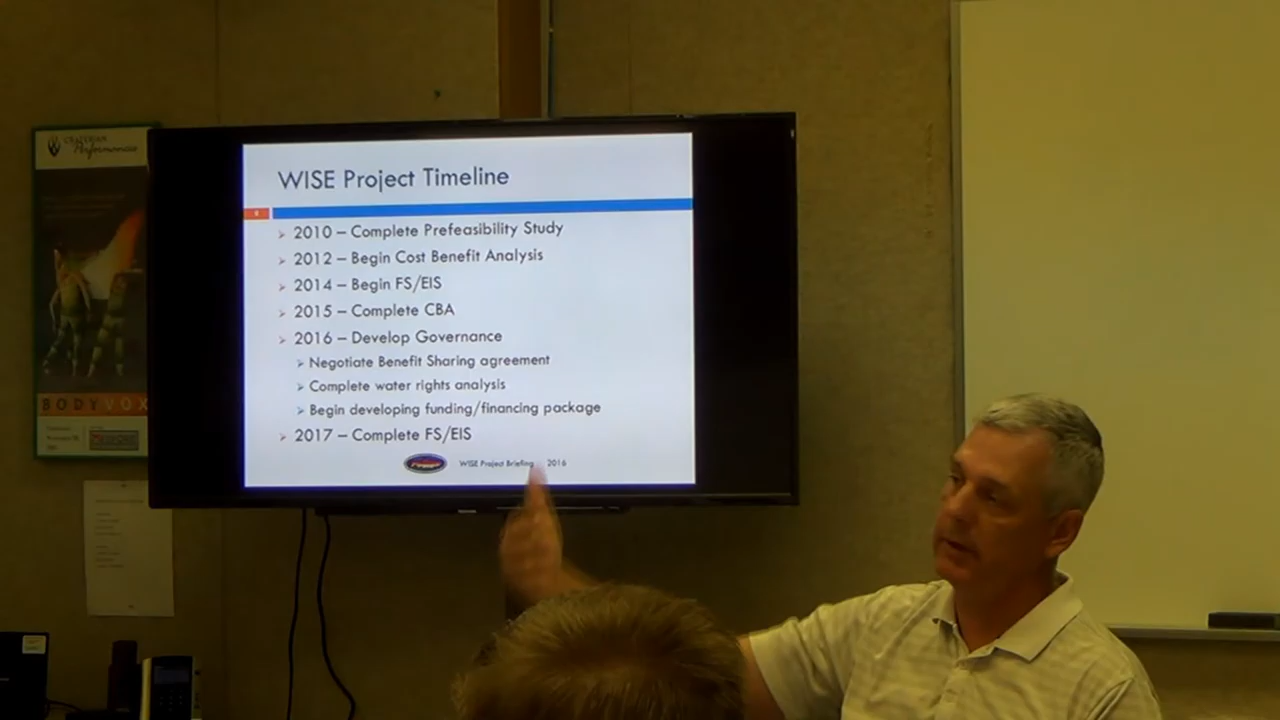 Performances
BODYVOX
WISE Project Timeline
➢ 2010 – Complete Prefeasibility Study
➢ 2012 – Begin Cost Benefit Analysis
➢ 2014 – Begin FS/EIS
➢ 2015 – Complete CBA
➢ 2016 – Develop Governance
➢ Negotiate Benefit Sharing agreement
➢ Complete water rights analysis
➢ Begin developing funding/financing package
➢ 2017 – Complete FS/EIS
WISE Project Briefing 2016